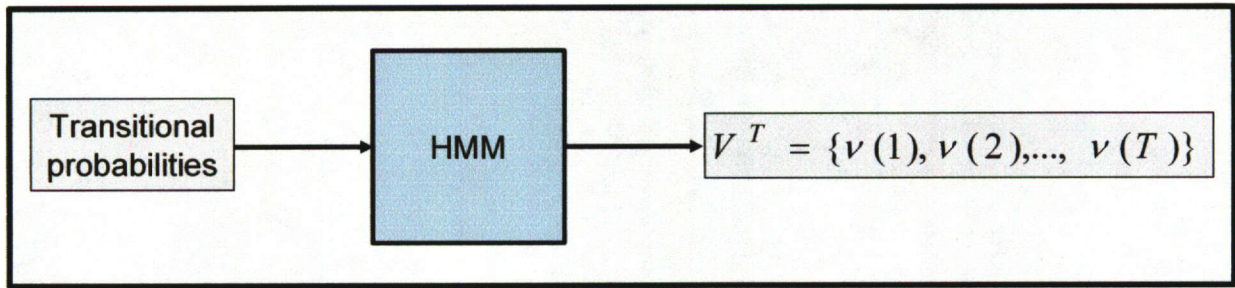 Transitional
probabilities
HMM
V^T = {ν(1), ν(2),..., ν(T)}